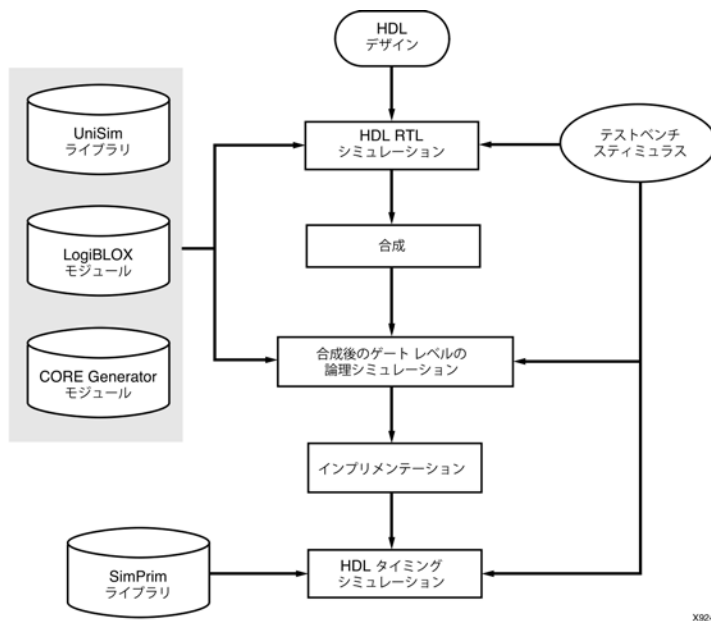 HDL
デザイン
UniSim
ライブラリ
HDL RTL
シミュレーション
テストベンチ
スティミュラス
LogiBLOX
モジュール
合成
CORE Generator
モジュール
合成後のゲート レベルの
論理シミュレーション
インプリメンテーション
SimPrim
ライブラリ
HDL タイミング
シミュレーション
X924